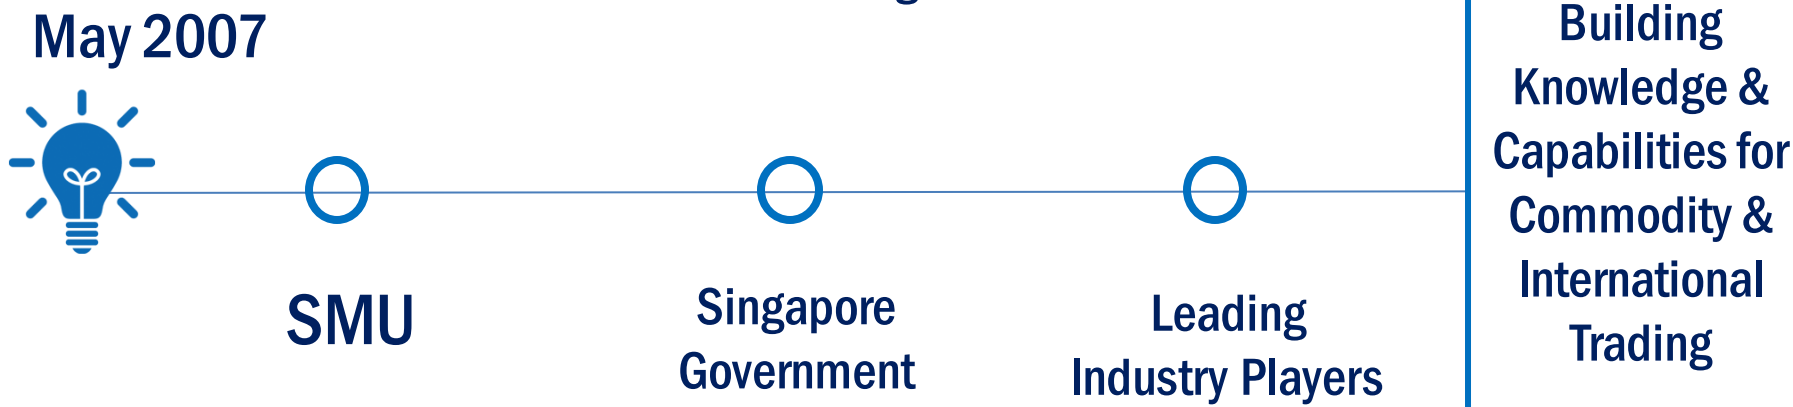 May 2007
SMU
Singapore
Government
Leading
Industry Players
Building
Knowledge &
Capabilities for
Commodity &
International
Trading